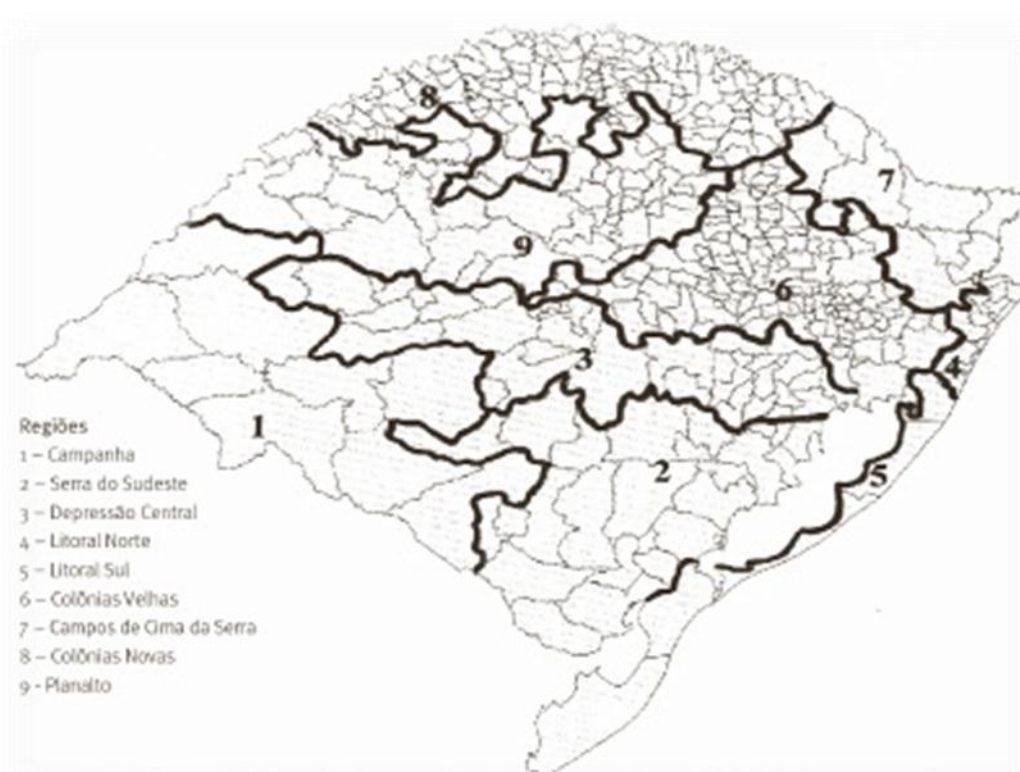 8
7
9
6
3
4
1
2
5
Regiões
1 – Campanha
2 – Serra do Sudeste
3 – Depressão Central
4 – Litoral Norte
5 – Litoral Sul
6 – Colônias Velhas
7 – Campos de Cima da Serra
8 – Colônias Novas
9 - Planalto